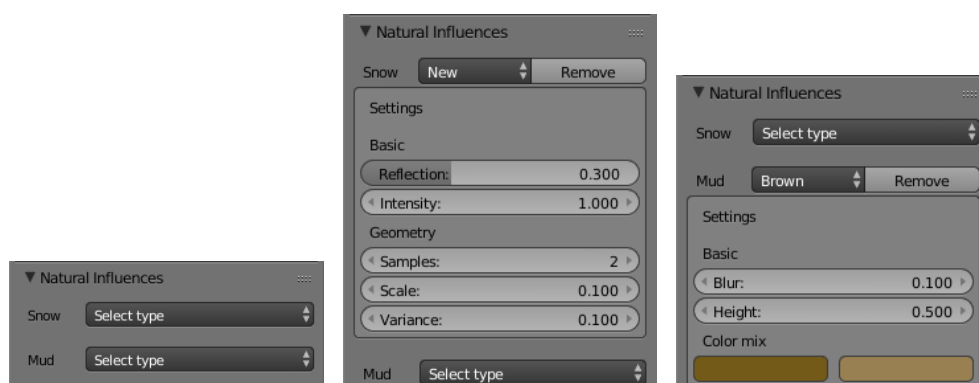 Natural Influences
Snow Select type
Mud Select type
Natural Influences
Snow New Remove
Settings
Basic
Reflection: 0.300
Intensity: 1.000
Geometry
Samples: 2
Scale: 0.100
Variance: 0.100
Mud Select type
Natural Influences
Snow Select type
Mud Brown Remove
Settings
Basic
Blur: 0.100
Height: 0.500
Color mix